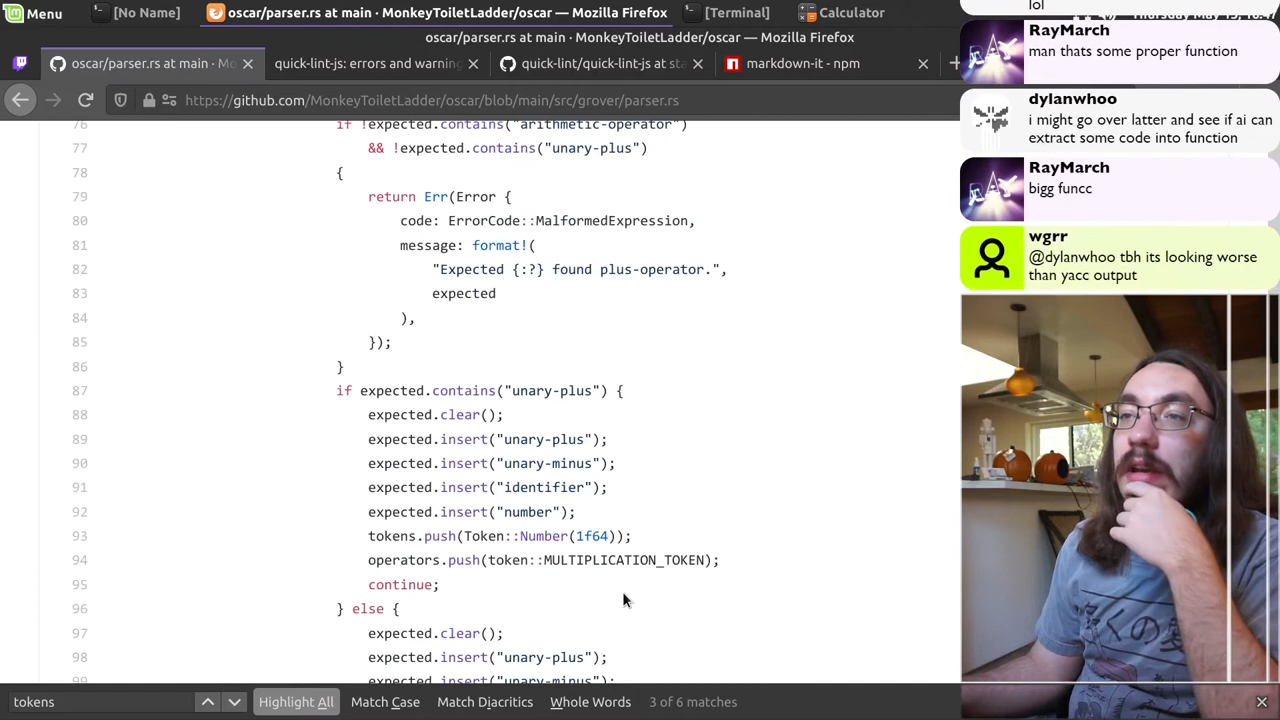 Menu
[No Name]
oscar/parser.rs at main · MonkeyToiletLadder/oscar — Mozilla Firefox
[Terminal]
Calculator
oscar/parser.rs at main · MonkeyToiletLadder/oscar — Mozilla Firefox
oscar/parser.rs at main · Mo
quick-lint-js: errors and warning
quick-lint/quick-lint-js at sta
markdown-it - npm
https://github.com/MonkeyToiletLadder/oscar/blob/main/src/grover/parser.rs
76 if !expected.contains("arithmetic-operator")
77 && !expected.contains("unary-plus")
78 {
79 return Err(Error {
80 code: ErrorCode::MalformedExpression,
81 message: format!(
82 "Expected {:?} found plus-operator.",
83 expected
84 ),
85 });
86 }
87 if expected.contains("unary-plus") {
88 expected.clear();
89 expected.insert("unary-plus");
90 expected.insert("unary-minus");
91 expected.insert("identifier");
92 expected.insert("number");
93 tokens.push(Token::Number(1f64));
94 operators.push(token::MULTIPLICATION_TOKEN);
95 continue;
96 } else {
97 expected.clear();
98 expected.insert("unary-plus");
99 expected.insert("unary-minus");
tokens
Highlight All
Match Case
Match Diacritics
Whole Words
3 of 6 matches
lol
RayMarch
man thats some proper function
dylanwhoo
i might go over latter and see if ai can
extract some code into function
RayMarch
bigg funcc
wgrr
@dylanwhoo tbh its looking worse
than yacc output